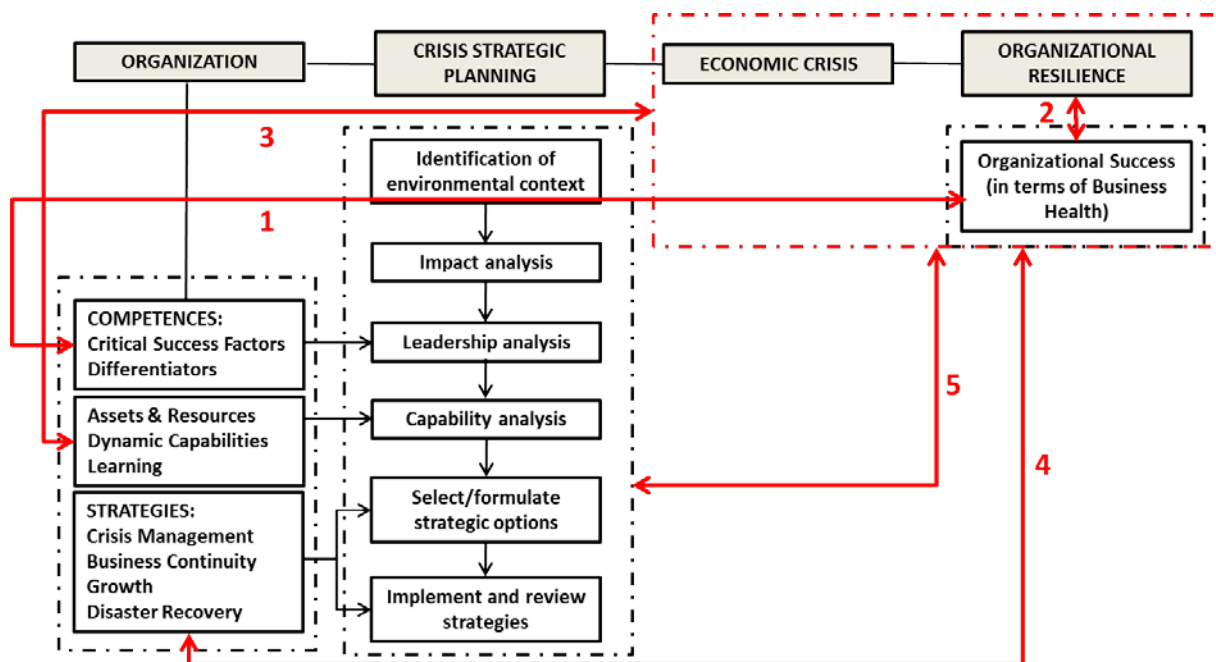 ORGANIZATION
CRISIS STRATEGIC
PLANNING
ECONOMIC CRISIS
ORGANIZATIONAL
RESILIENCE
3
2
1
Identification of
environmental context
Impact analysis
Leadership analysis
Capability analysis
Select/formulate
strategic options
Implement and review
strategies
Organizational Success
(in terms of Business
Health)
COMPETENCES:
Critical Success Factors
Differentiators
Assets & Resources
Dynamic Capabilities
Learning
STRATEGIES:
Crisis Management
Business Continuity
Growth
Disaster Recovery
5
4